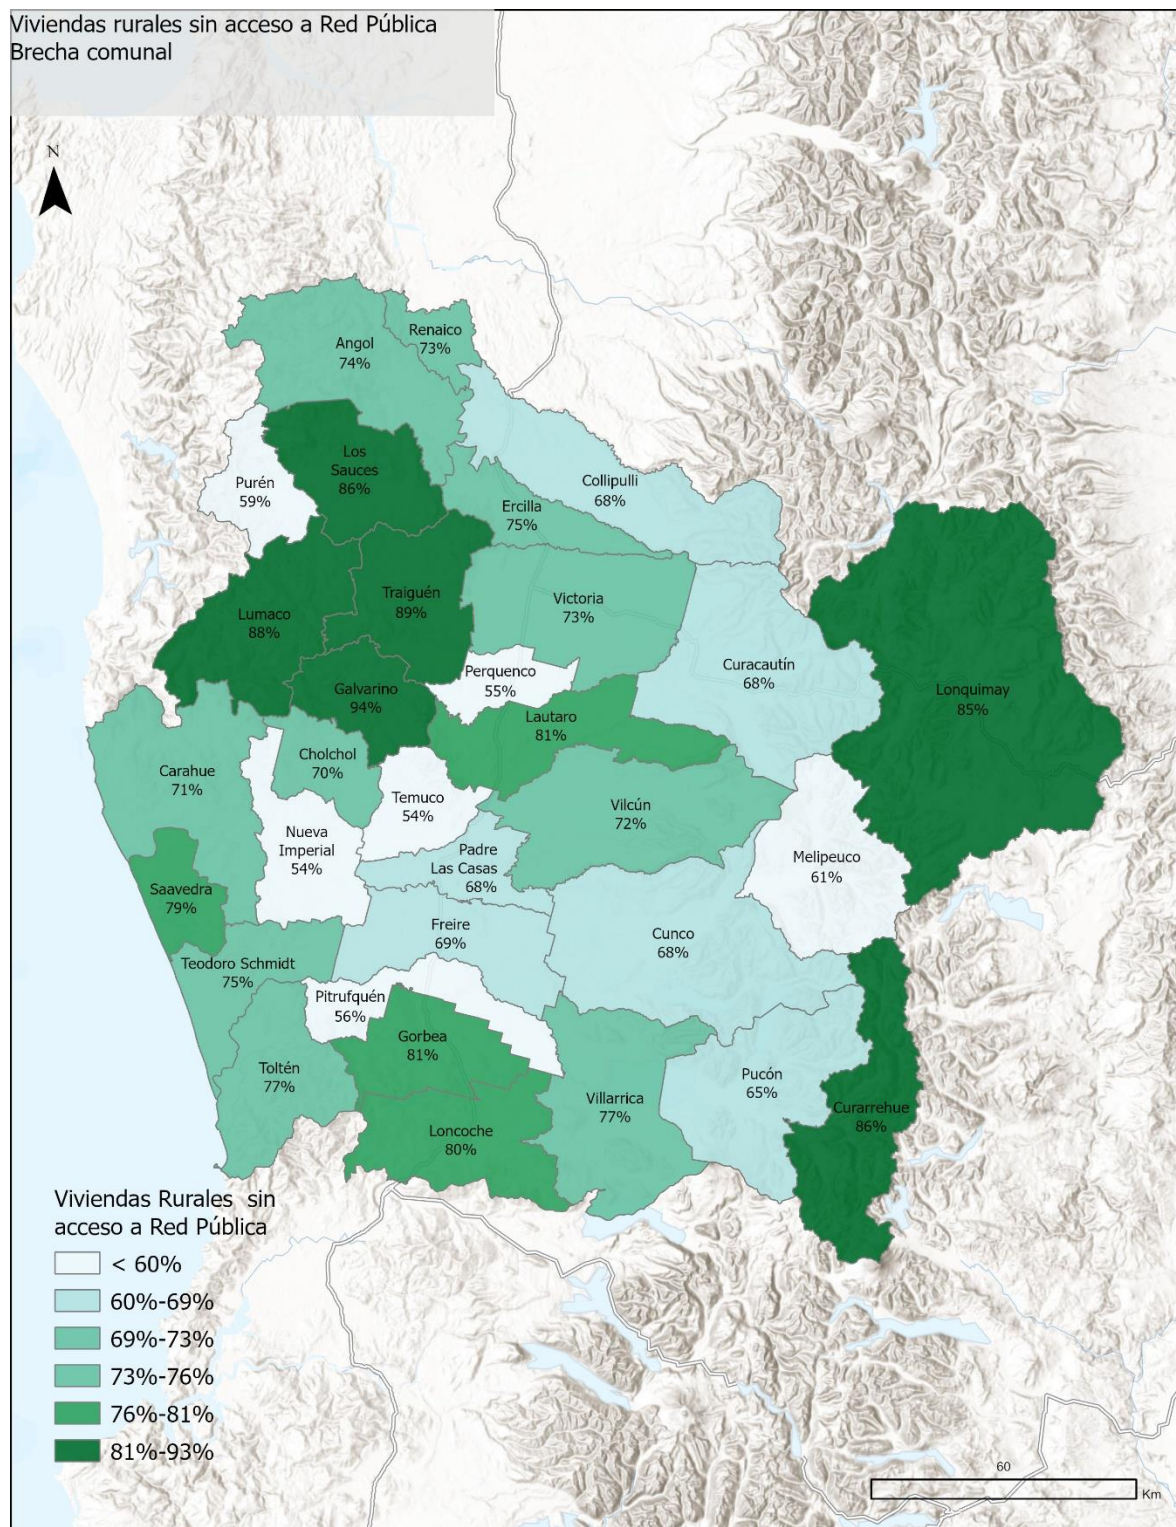 Viviendas rurales sin acceso a Red Pública
Brecha comunal
N
Renaico
73%
Angol
74%
Los
Sauces
86%
Purén
59%
Collipulli
68%
Ercilla
75%
Traiguén
89%
Victoria
73%
Lumaco
88%
Perquenco
55%
Curacautín
68%
Galvarino
94%
Lonquimay
85%
Lautaro
81%
Cholchol
70%
Carahue
71%
Temuco
54%
Vilcún
72%
Nueva
Imperial
54%
Padre
Las Casas
68%
Melipeuco
61%
Saavedra
79%
Freire
69%
Cunco
68%
Teodoro Schmidt
75%
Pitrufquén
56%
Gorbea
81%
Toltén
77%
Pucón
65%
Villarrica
77%
Curarrehue
86%
Loncoche
80%
Viviendas Rurales sin
acceso a Red Pública
< 60%
60%-69%
69%-73%
73%-76%
76%-81%
81%-93%
60
Km